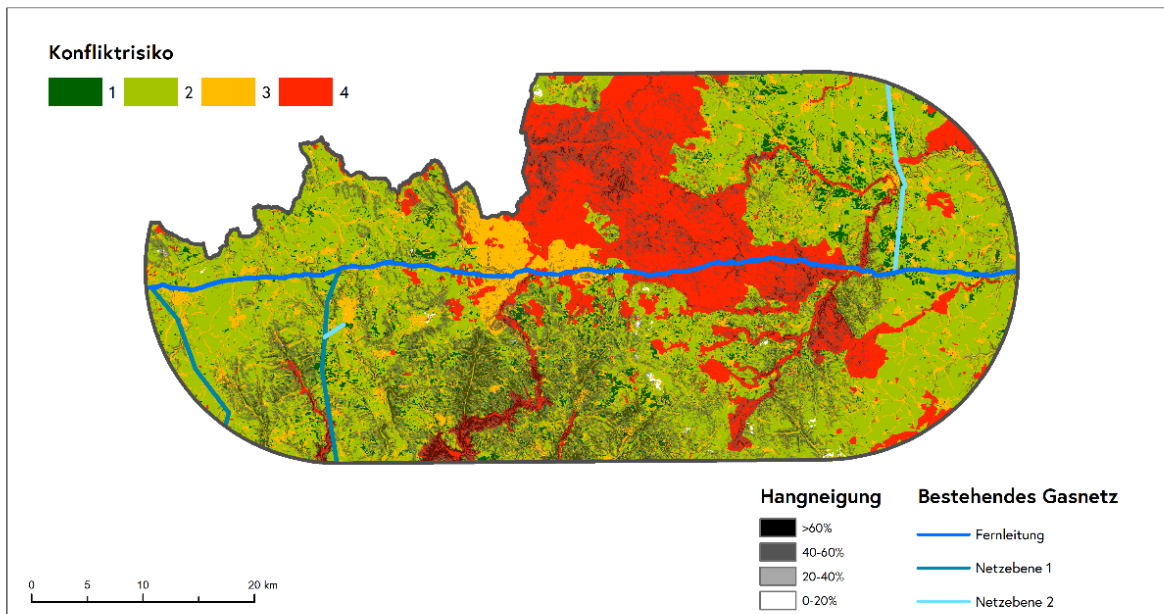 Konfliktrisiko
1 2 3 4
Hangneigung
>60%
40-60%
20-40%
0-20%
Bestehendes Gasnetz
Fernleitung
Netzebene 1
Netzebene 2
0 5 10 20 km